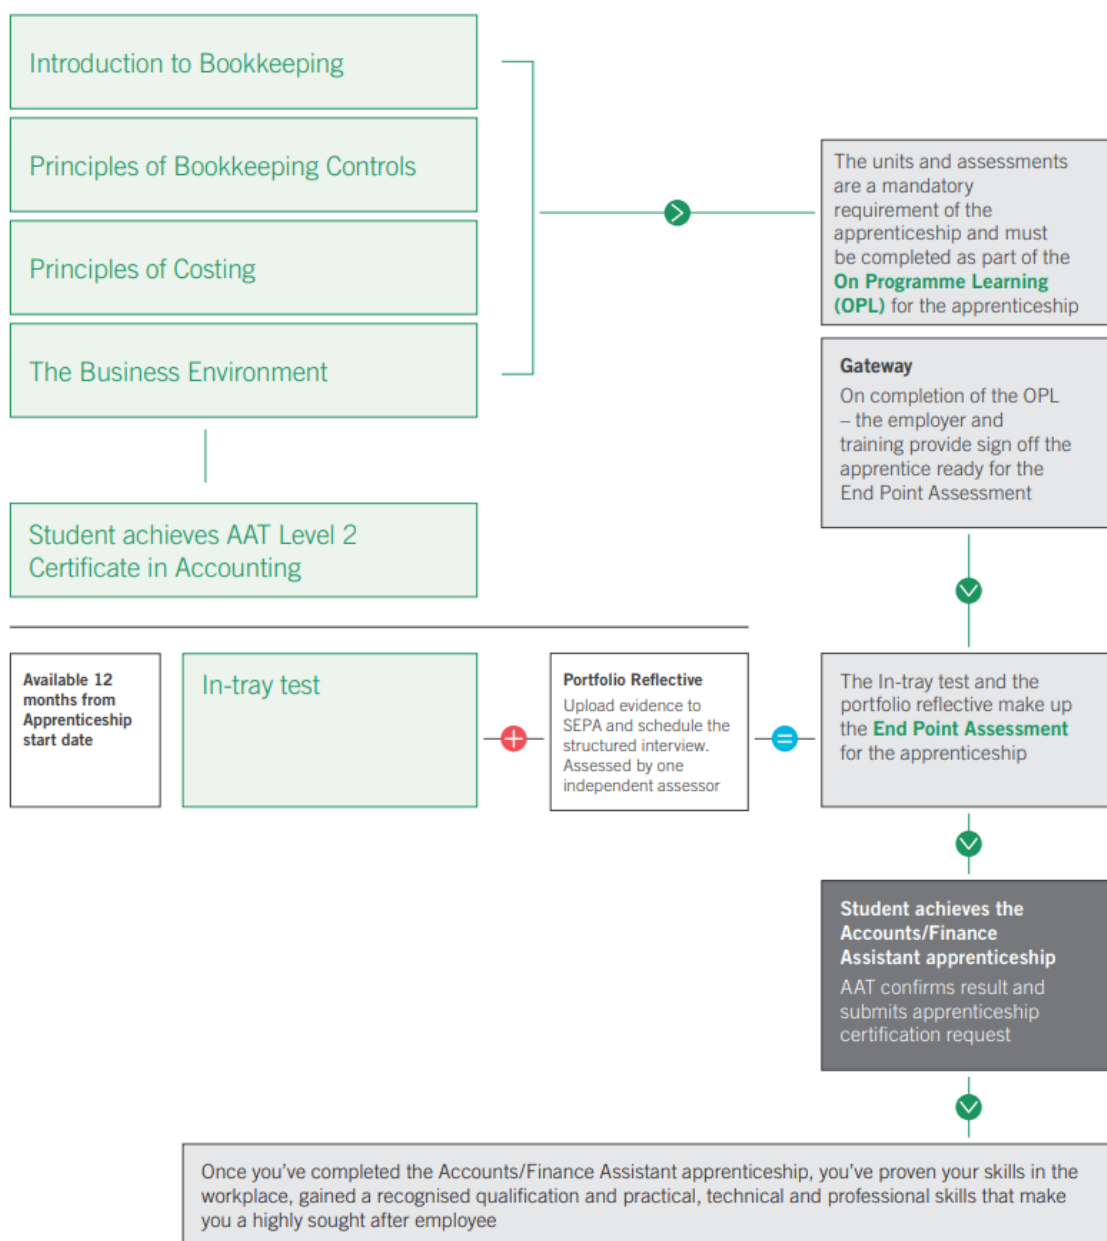 Introduction to Bookkeeping
Principles of Bookkeeping Controls
Principles of Costing
The Business Environment
Student achieves AAT Level 2
Certificate in Accounting
The units and assessments
are a mandatory
requirement of the
apprenticeship and must
be completed as part of the
On Programme Learning
(OPL) for the apprenticeship
Gateway
On completion of the OPL
– the employer and
training provide sign off the
apprentice ready for the
End Point Assessment
Available 12
months from
Apprenticeship
start date
In-tray test
+
Portfolio Reflective
Upload evidence to
SEPA and schedule the
structured interview.
Assessed by one
independent assessor
=
The In-tray test and the
portfolio reflective make up
the End Point Assessment
for the apprenticeship
Student achieves the
Accounts/Finance
Assistant apprenticeship
AAT confirms result and
submits apprenticeship
certification request
Once you've completed the Accounts/Finance Assistant apprenticeship, you've proven your skills in the
workplace, gained a recognised qualification and practical, technical and professional skills that make
you a highly sought after employee